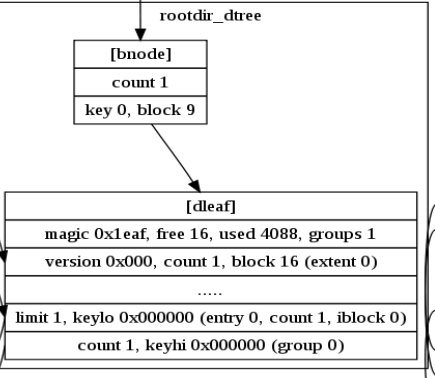 rootdir_dtree
[bnode]
count 1
key 0, block 9
[dleaf]
magic 0x1eaf, free 16, used 4088, groups 1
version 0x000, count 1, block 16 (extent 0)
.....
limit 1, keylo 0x000000 (entry 0, count 1, iblock 0)
count 1, keyhi 0x000000 (group 0)